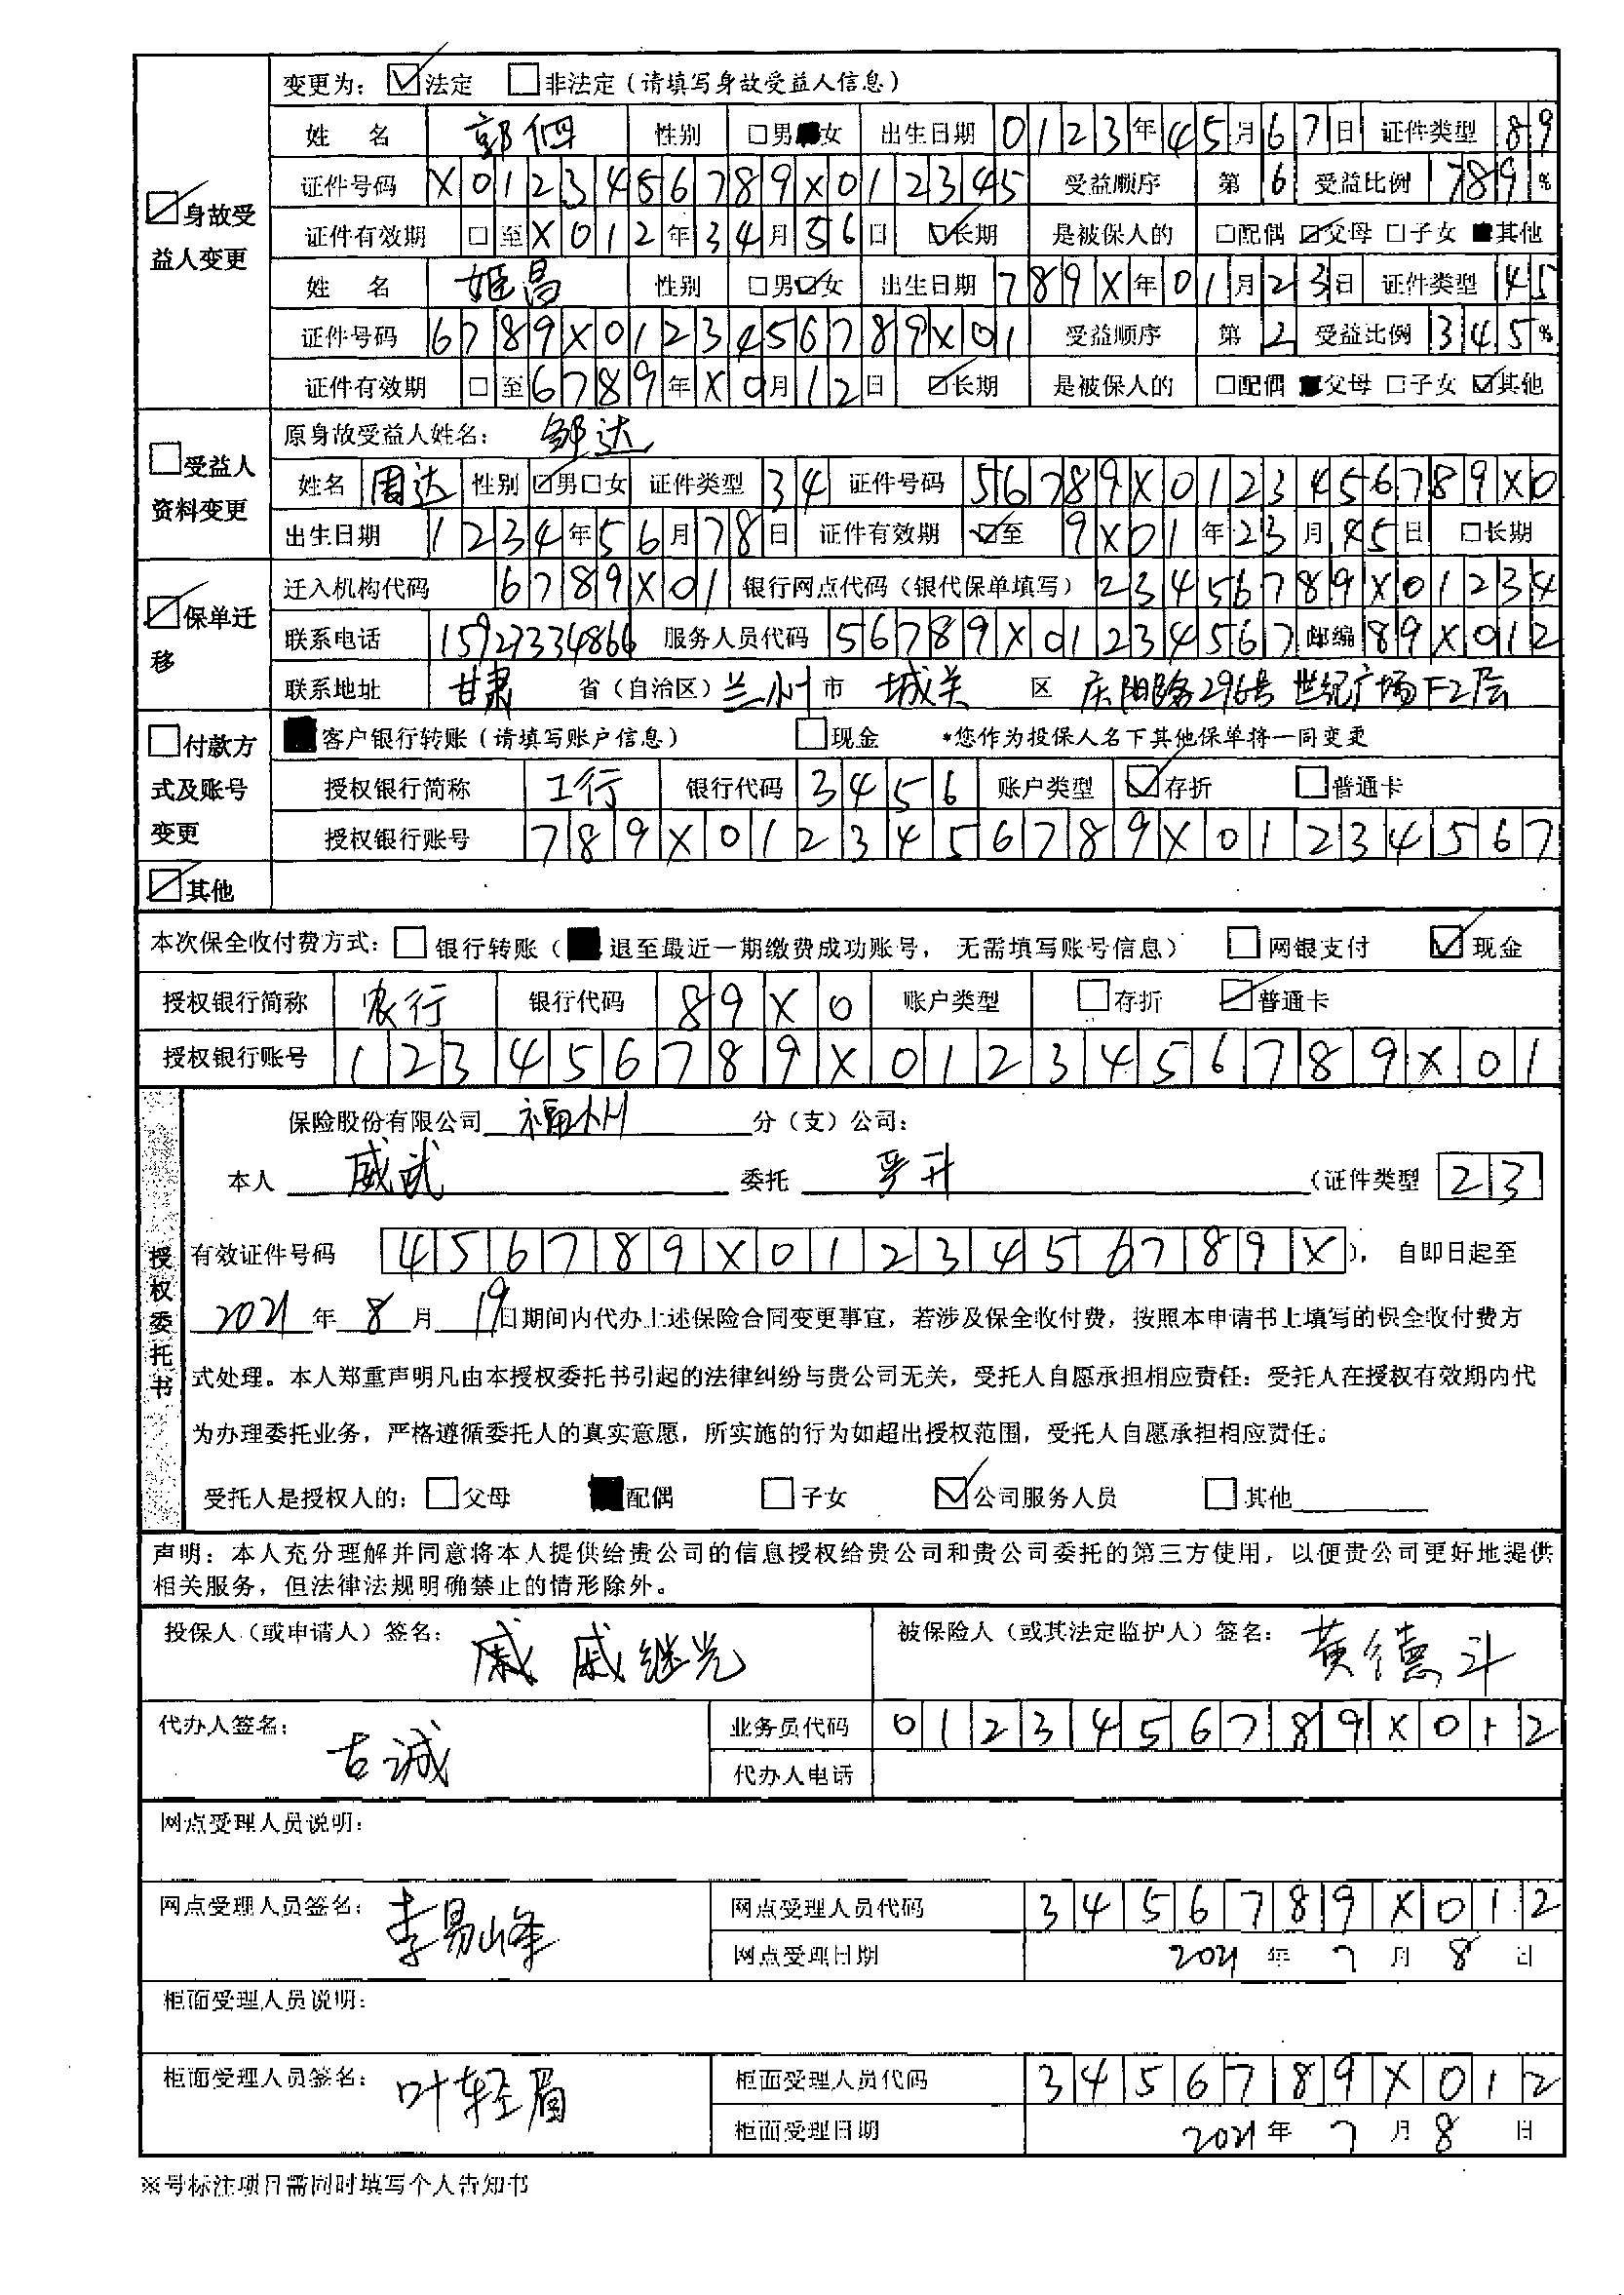 变更为：☑法定 □非法定（请填写身故受益人信息）
☑身故受益人变更
姓 名 郭伵 性别 □男■女 出生日期 0123年45月67日 证件类型 89
证件号码 X0123456789X012345 受益顺序 第6 受益比例 789%
证件有效期 □至X012年34月56日 ☑长期 是被保人的 □配偶☑父母□子女■其他
姓 名 姬昌 性别 □男☑女 出生日期 789X年01月23日 证件类型 45
证件号码 6789X0123456789X01 受益顺序 第2 受益比例 345%
证件有效期 □至6789年X0月12日 ☑长期 是被保人的 □配偶■父母□子女☑其他
□受益人资料变更
原身故受益人姓名： 邹达
姓名 周达 性别 ☑男□女 证件类型 34 证件号码 56789X0123456789X0
出生日期 1234年56月78日 证件有效期 ☑至 9X01年23月45日 □长期
☑保单迁移
迁入机构代码 6789X01 银行网点代码（银代保单填写）23456789X01234
联系电话 15927334866 服务人员代码 56789X01234567 邮编 89X012
联系地址 甘肃 省（自治区）兰州 市 城关 区 庆阳路296号 世纪广场F2层
□付款方式及账号变更
■客户银行转账（请填写账户信息） □现金 *您作为投保人名下其他保单将一同变更
授权银行简称 工行 银行代码 3456 账户类型 ☑存折 □普通卡
授权银行账号 789X0123456789X01234567
☑其他
本次保全收付费方式：□银行转账（■退至最近一期缴费成功账号， 无需填写账号信息） □网银支付 ☑现金
授权银行简称 农行 银行代码 89X0 账户类型 □存折 ☑普通卡
授权银行账号 123456789X0123456789X01
授权委托书
保险股份有限公司 福州 分（支）公司：
本人 威武 委托 李升 （证件类型 23
有效证件号码 456789X0123456789X）， 自即日起至
2021 年 8 月 19日期间内代办上述保险合同变更事宜，若涉及保全收付费，按照本申请书上填写的保全收付费方
式处理。本人郑重声明凡由本授权委托书引起的法律纠纷与贵公司无关，受托人自愿承担相应责任；受托人在授权有效期内代
为办理委托业务，严格遵循委托人的真实意愿，所实施的行为如超出授权范围，受托人自愿承担相应责任。
受托人是授权人的：□父母 ■配偶 □子女 ☑公司服务人员 □其他
声明：本人充分理解并同意将本人提供给贵公司的信息授权给贵公司和贵公司委托的第三方使用，以便贵公司更好地提供
相关服务，但法律法规明确禁止的情形除外。
投保人（或申请人）签名： 戚继光 被保险人（或其法定监护人）签名： 黄德斗
代办人签名： 古诚 业务员代码 0123456789X012
代办人电话
网点受理人员说明：
网点受理人员签名： 李易峰 网点受理人员代码 3456789X012
网点受理日期 2021 年 7 月 8 日
柜面受理人员说明：
柜面受理人员签名： 叶轻眉 柜面受理人员代码 3456789X012
柜面受理日期 2021 年 7 月 8 日
※号标注项目需同时填写个人告知书